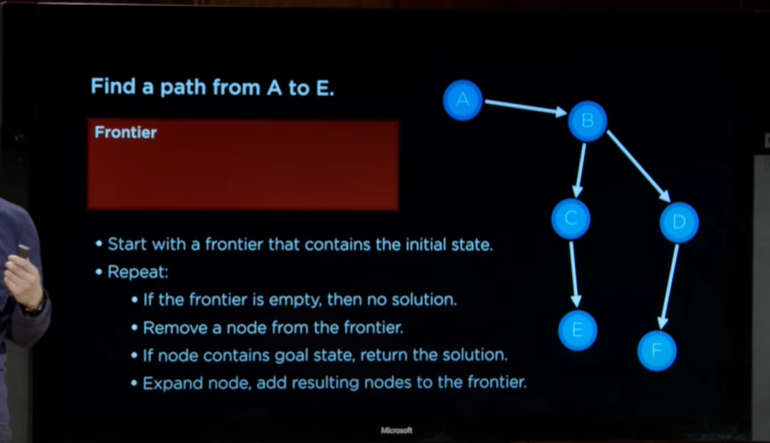 Find a path from A to E.
Frontier
• Start with a frontier that contains the initial state.
• Repeat:
• If the frontier is empty, then no solution.
• Remove a node from the frontier.
• If node contains goal state, return the solution.
• Expand node, add resulting nodes to the frontier.
A
B
C
D
E
F
Microsoft